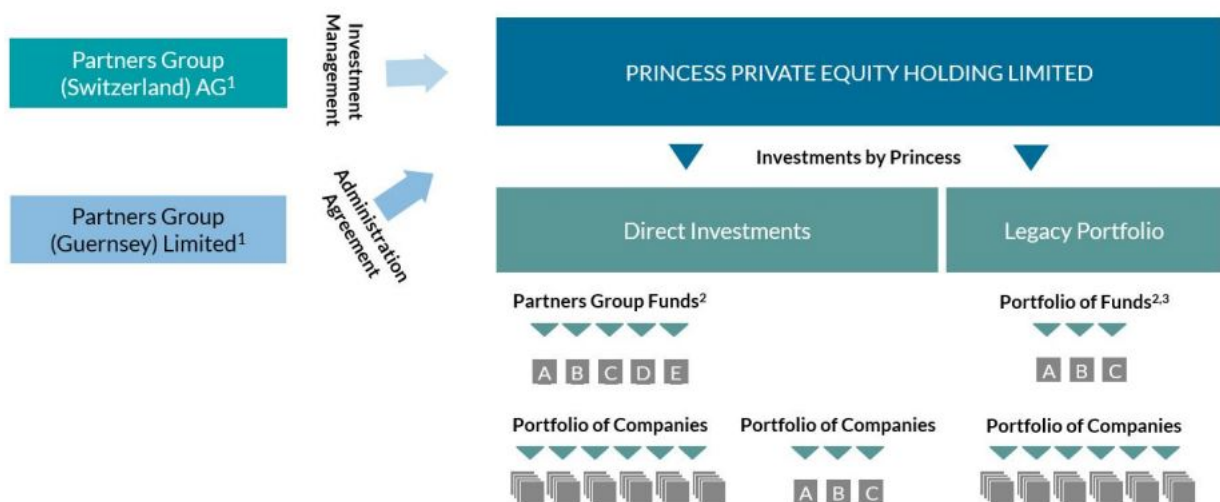 Partners Group
(Switzerland) AG¹
Investment
Management
PRINCESS PRIVATE EQUITY HOLDING LIMITED
Investments by Princess
Partners Group
(Guernsey) Limited¹
Administration
Agreement
Direct Investments
Legacy Portfolio
Partners Group Funds²
Portfolio of Funds²,³
A B C D E
A B C
Portfolio of Companies
Portfolio of Companies
Portfolio of Companies
A B C